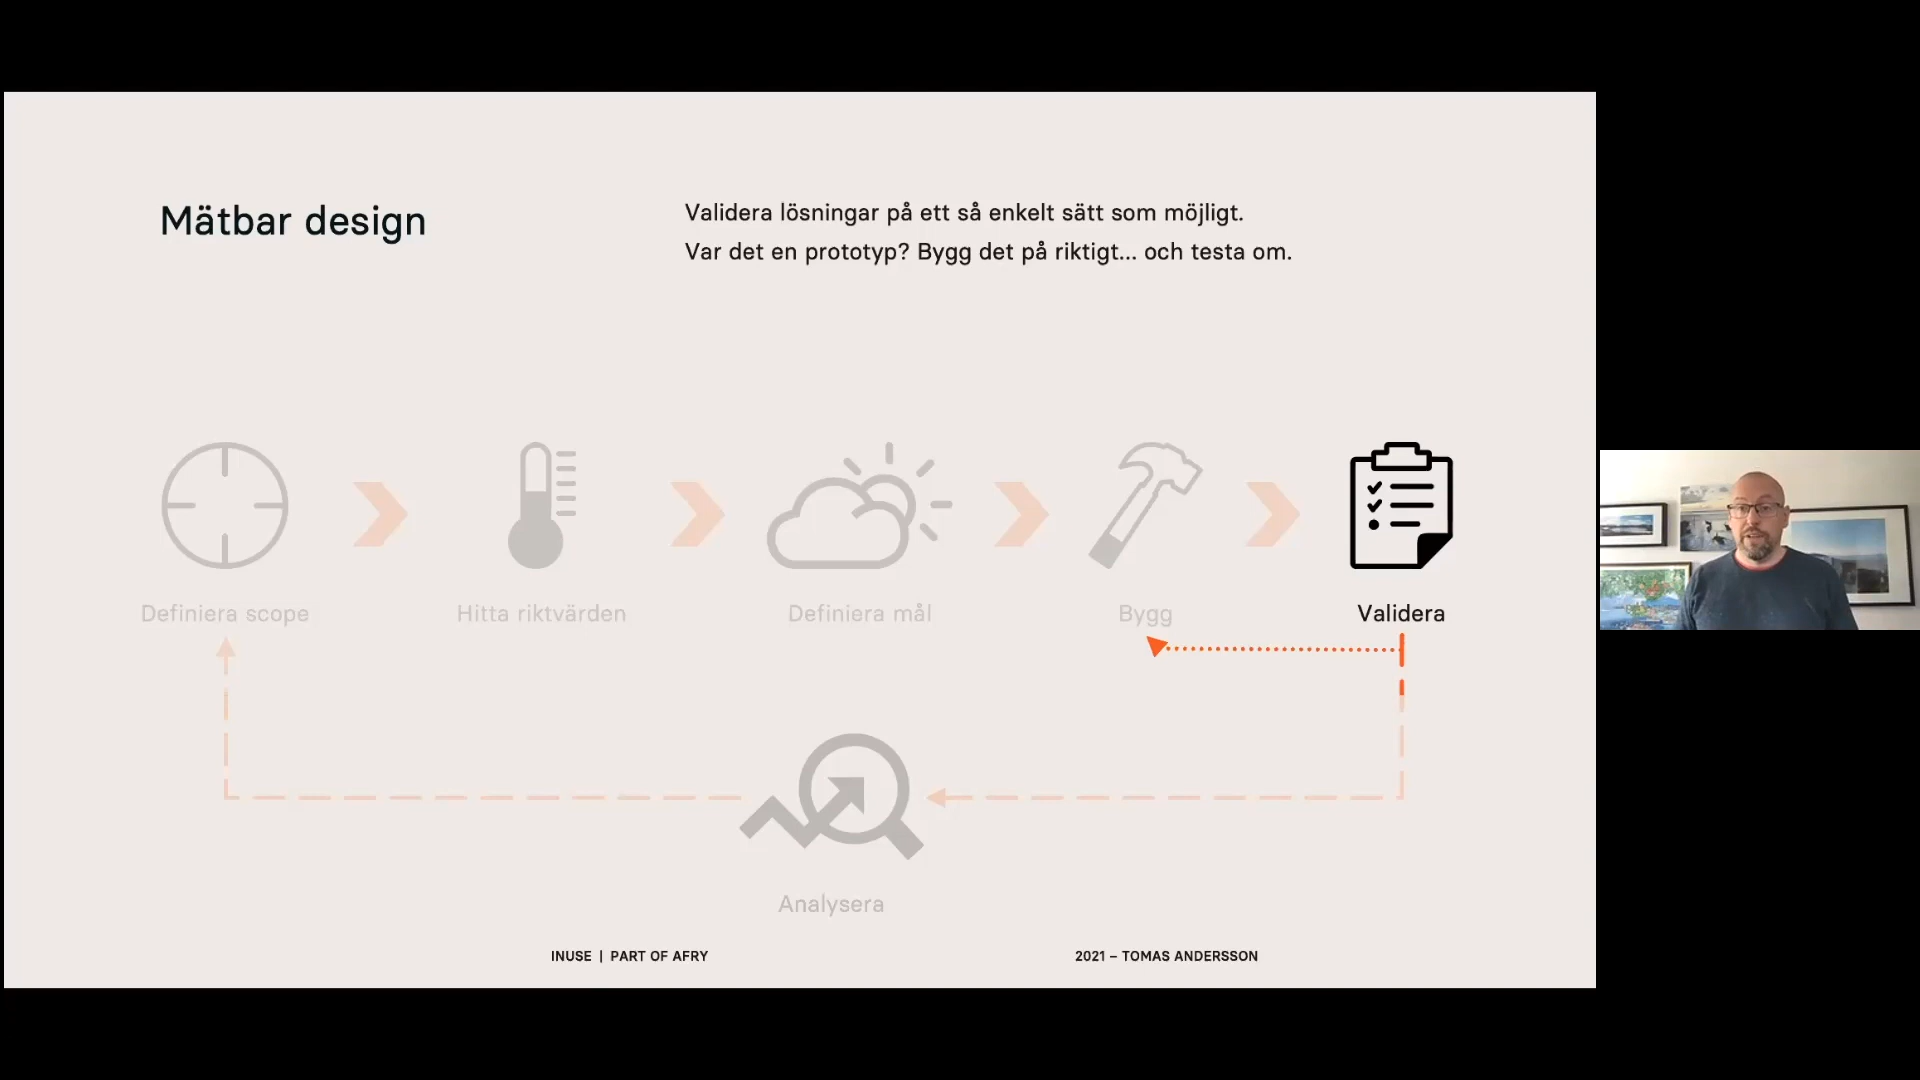 Mätbar design
Validera lösningar på ett så enkelt sätt som möjligt.
Var det en prototyp? Bygg det på riktigt... och testa om.
Definiera scope
Hitta riktvärden
Definiera mål
Bygg
Validera
Analysera
INUSE | PART OF AFRY
2021 – TOMAS ANDERSSON